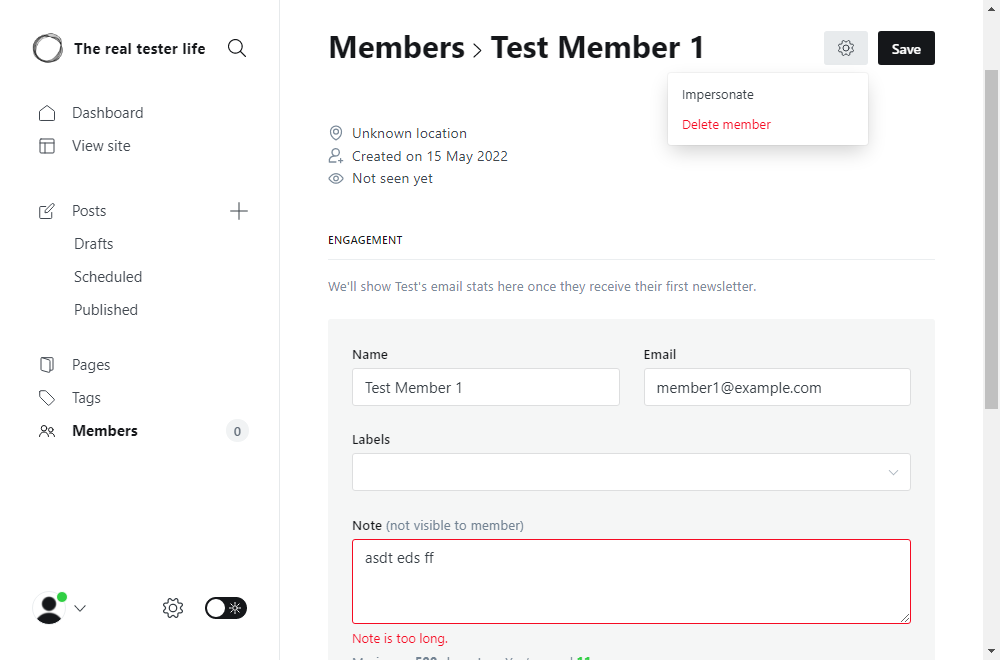 The real tester life
Dashboard
View site
Posts
Drafts
Scheduled
Published
Pages
Tags
Members 0
Members > Test Member 1
Save
Impersonate
Delete member
Unknown location
Created on 15 May 2022
Not seen yet
ENGAGEMENT
We'll show Test's email stats here once they receive their first newsletter.
Name
Test Member 1
Email
member1@example.com
Labels
Note (not visible to member)
asdt eds ff
Note is too long.